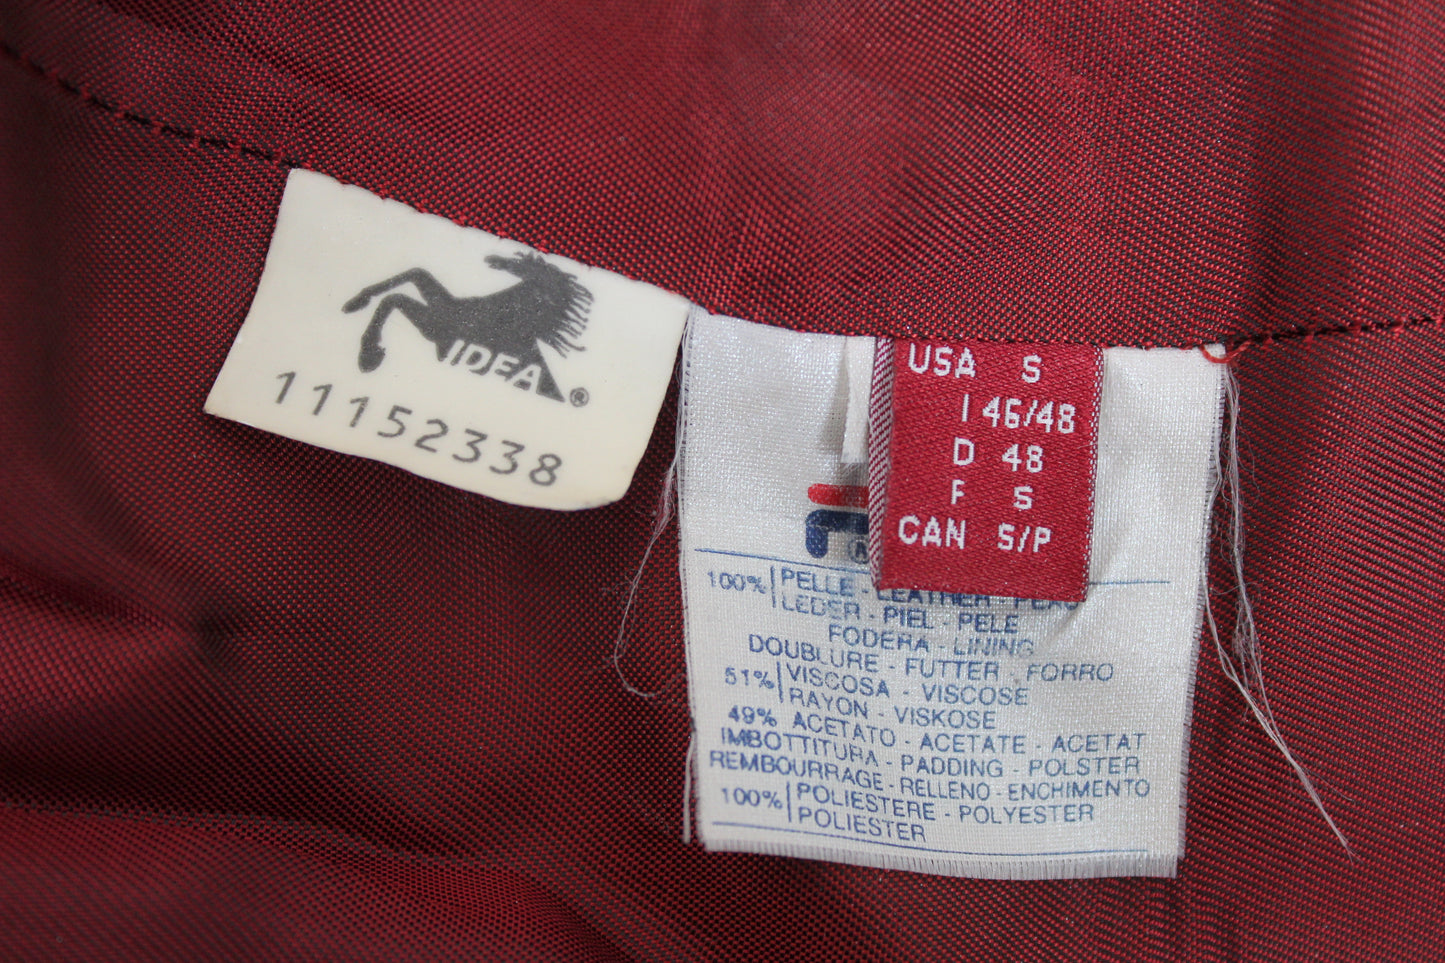 IDEA®
11152338
USA S
I 46/48
D 48
F S
CAN S/P
100% PELLE - LEATHER - PEAU
LEDER - PIEL - PELE
FODERA - LINING
DOUBLURE - FUTTER - FORRO
51% VISCOSA - VISCOSE
RAYON - VISKOSE
49% ACETATO - ACETATE - ACETAT
IMBOTTITURA - PADDING - POLSTER
REMBOURRAGE - RELLENO - ENCHIMENTO
100% POLIESTERE - POLYESTER
POLIESTER